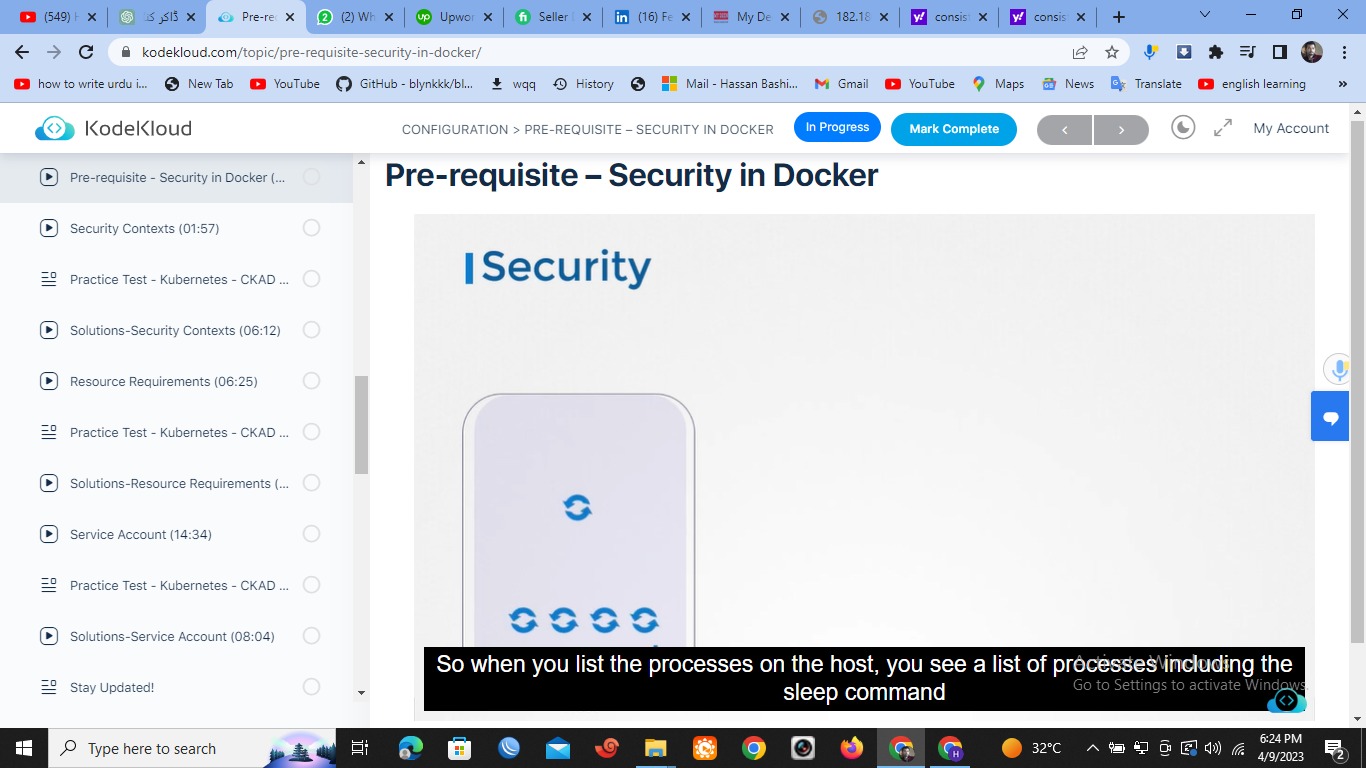 (549) H
ڈاکر کنٹ
Pre-re
(2) Wh
Upwor
Seller
(16) Fe
My De
182.18
consist
consis
kodekloud.com/topic/pre-requisite-security-in-docker/
how to write urdu i...
New Tab
YouTube
GitHub - blynkkk/bl...
wqq
History
Mail - Hassan Bashi...
Gmail
YouTube
Maps
News
Translate
english learning
»
KodeKloud
CONFIGURATION > PRE-REQUISITE – SECURITY IN DOCKER
In Progress
Mark Complete
My Account
Pre-requisite - Security in Docker (...
Security Contexts (01:57)
Practice Test - Kubernetes - CKAD ...
Solutions-Security Contexts (06:12)
Resource Requirements (06:25)
Practice Test - Kubernetes - CKAD ...
Solutions-Resource Requirements (...
Service Account (14:34)
Practice Test - Kubernetes - CKAD ...
Solutions-Service Account (08:04)
Stay Updated!
Pre-requisite – Security in Docker
Security
So when you list the processes on the host, you see a list of processes including the
sleep command
Activate Windows
Go to Settings to activate Windows.
Type here to search
32°C
6:24 PM
4/9/2023
2